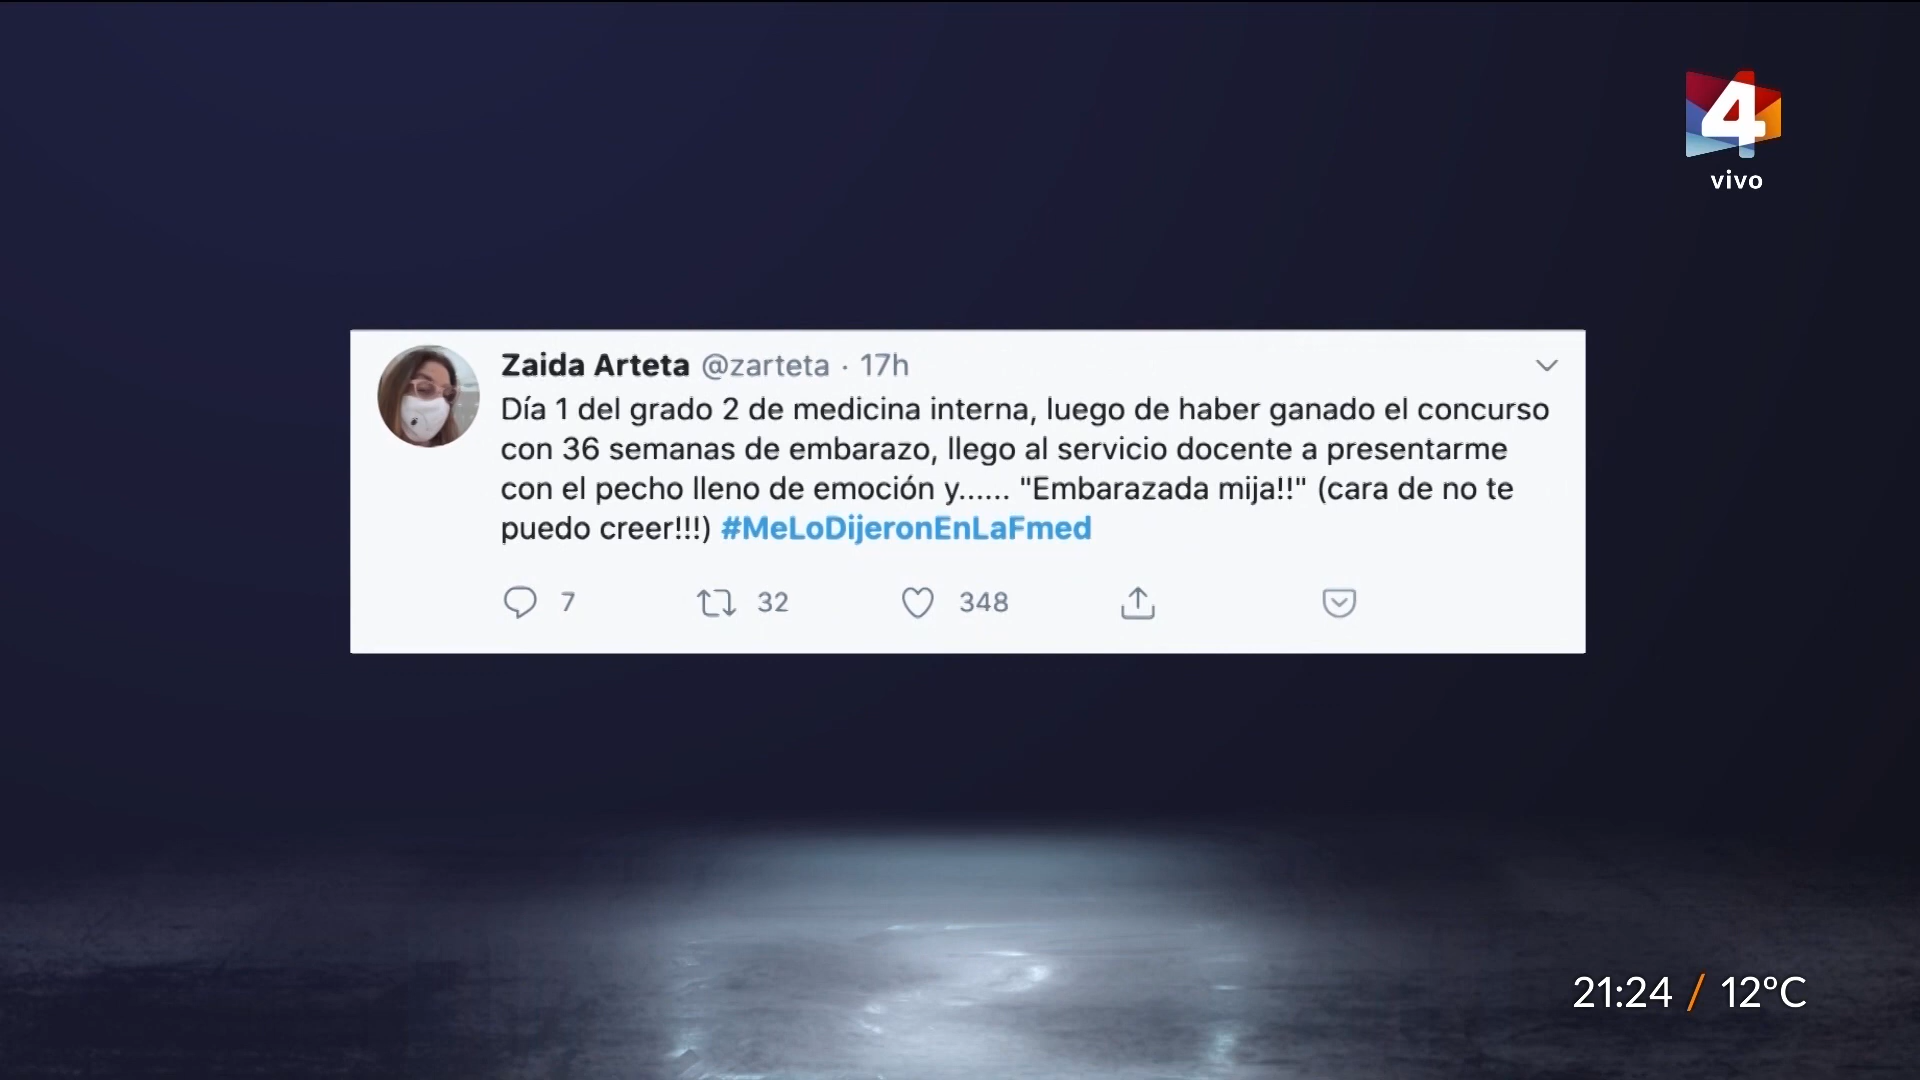 4
vivo
Zaida Arteta @zarteta · 17h
Día 1 del grado 2 de medicina interna, luego de haber ganado el concurso
con 36 semanas de embarazo, llego al servicio docente a presentarme
con el pecho lleno de emoción y...... "Embarazada mija!!" (cara de no te
puedo creer!!!) #MeLoDijeronEnLaFmed
7 32 348
21:24 / 12°C